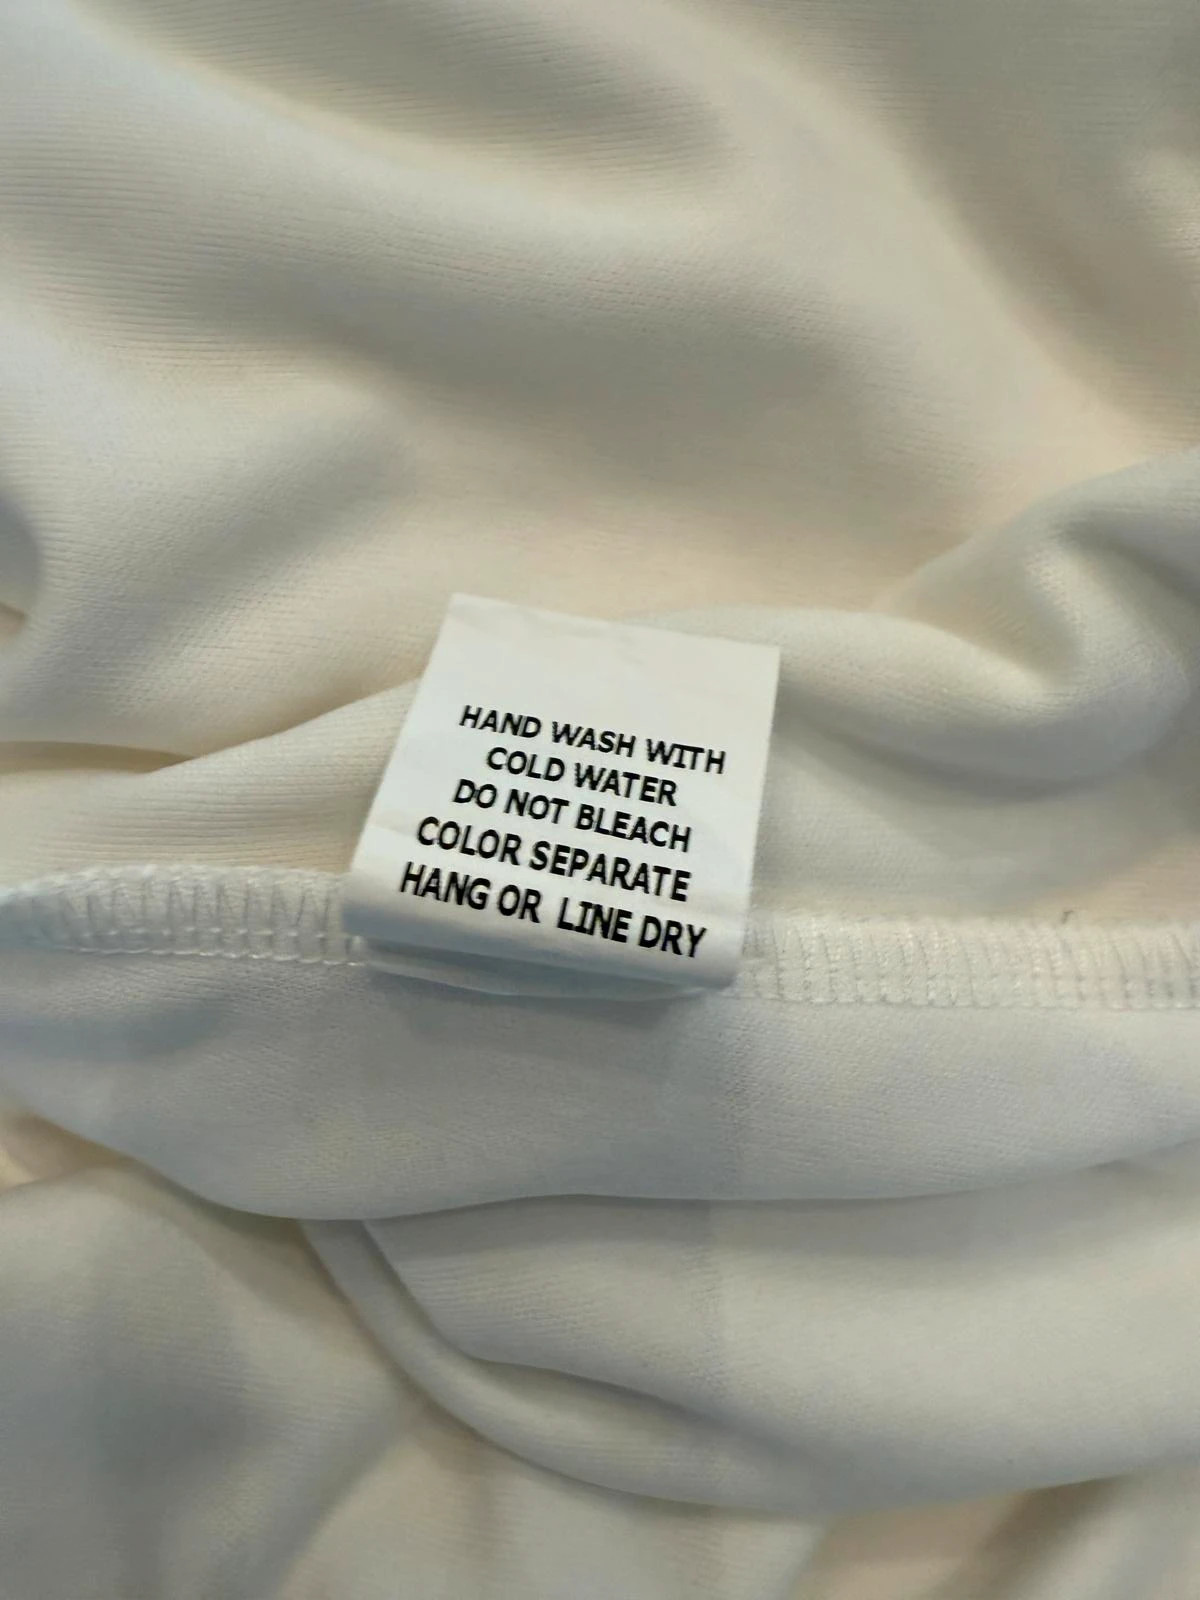 HAND WASH WITH
COLD WATER
DO NOT BLEACH
COLOR SEPARATE
HANG OR LINE DRY